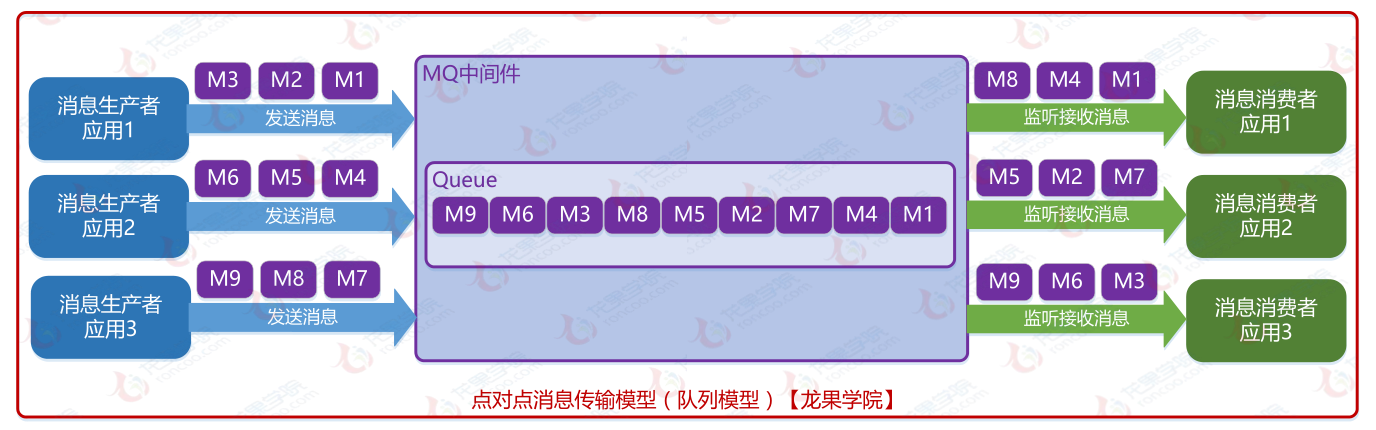 M3 M2 M1
消息生产者
应用1
发送消息
M6 M5 M4
消息生产者
应用2
发送消息
M9 M8 M7
消息生产者
应用3
发送消息
MQ中间件
Queue
M9 M6 M3 M8 M5 M2 M7 M4 M1
M8 M4 M1
监听接收消息
消息消费者
应用1
M5 M2 M7
监听接收消息
消息消费者
应用2
M9 M6 M3
监听接收消息
消息消费者
应用3
点对点消息传输模型（队列模型）【龙果学院】
龙果学院
roncoo.com